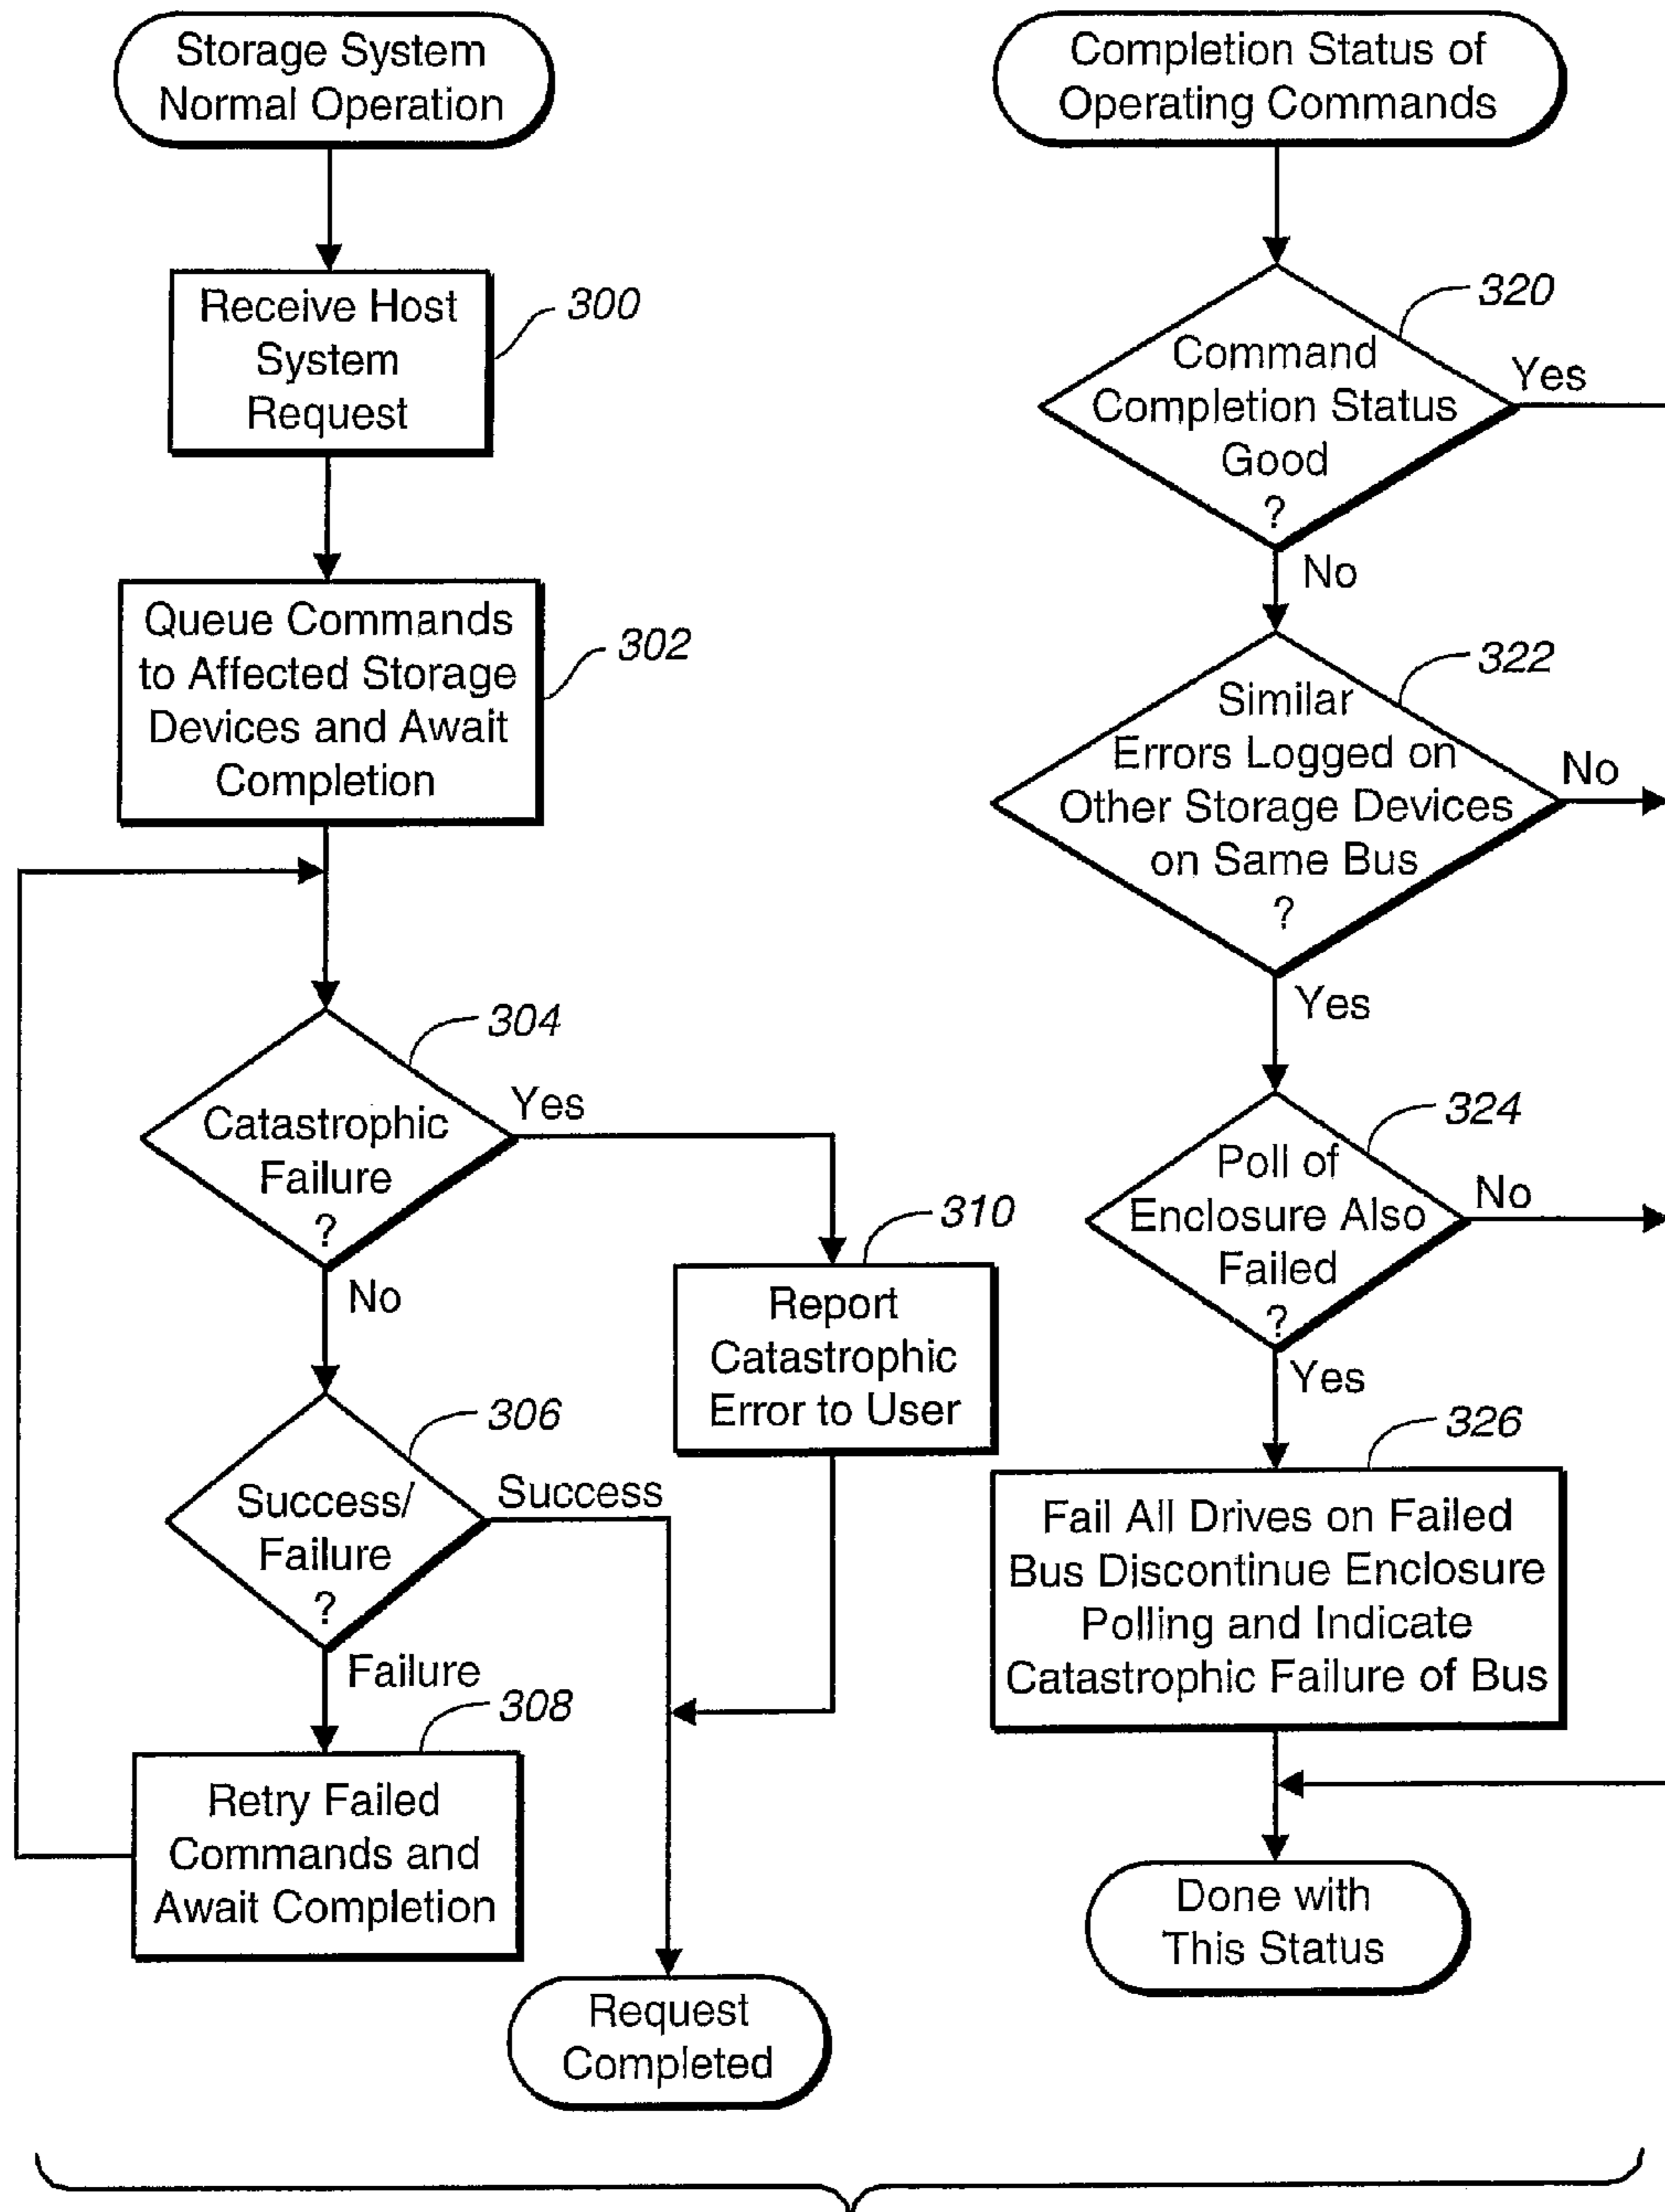 Storage System
Normal Operation
Receive Host
System
Request
300
Queue Commands
to Affected Storage
Devices and Await
Completion
302
304
Catastrophic
Failure
?
Yes
No
310
Report
Catastrophic
Error to User
306
Success/
Failure
?
Success
Failure
308
Retry Failed
Commands and
Await Completion
Request
Completed
Completion Status of
Operating Commands
320
Command
Completion Status
Good
?
Yes
No
322
Similar
Errors Logged on
Other Storage Devices
on Same Bus
?
No
Yes
324
Poll of
Enclosure Also
Failed
?
No
Yes
326
Fail All Drives on Failed
Bus Discontinue Enclosure
Polling and Indicate
Catastrophic Failure of Bus
Done with
This Status